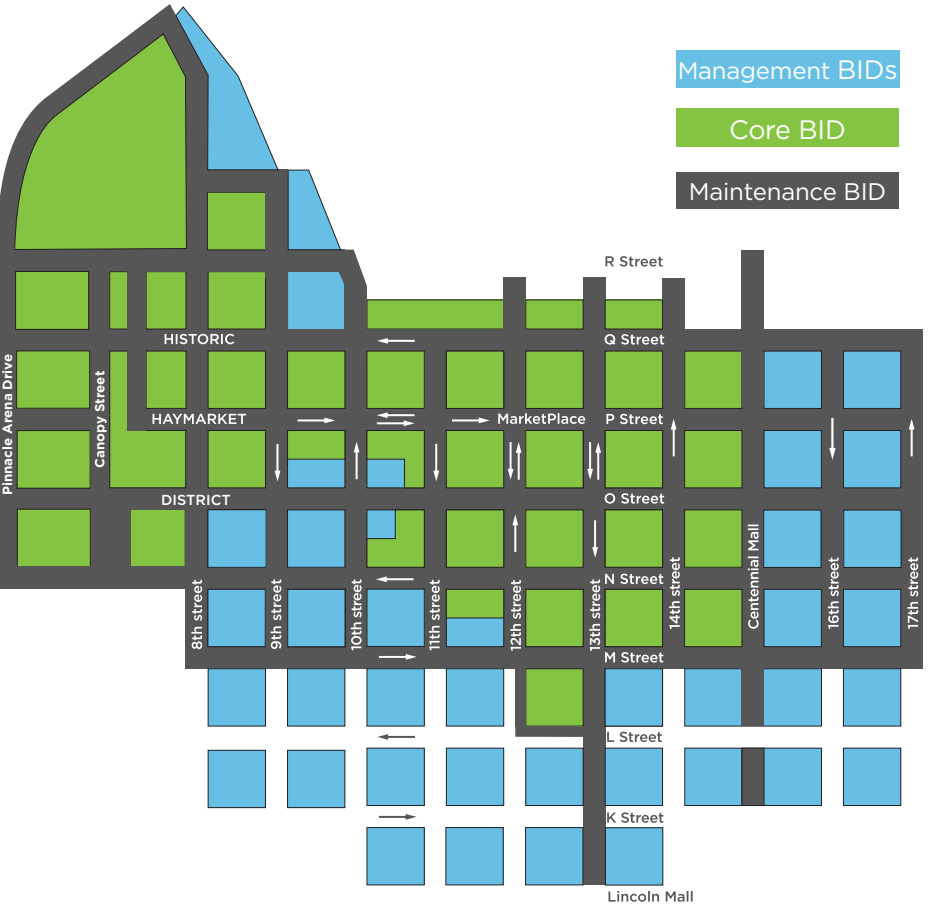 Management BIDs
Core BID
Maintenance BID
R Street
HISTORIC
Q Street
Pinnacle Arena Drive
Canopy Street
HAYMARKET
MarketPlace
P Street
DISTRICT
O Street
N Street
8th street
9th street
10th street
11th street
12th street
13th street
14th street
Centennial Mall
16th street
17th street
M Street
L Street
K Street
Lincoln Mall